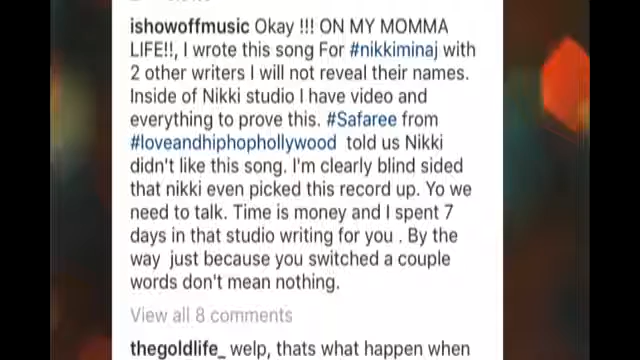 ishowoffmusic Okay !!! ON MY MOMMA
LIFE!!, I wrote this song For #nikkiminaj with
2 other writers I will not reveal their names.
Inside of Nikki studio I have video and
everything to prove this. #Safaree from
#loveandhiphophollywood told us Nikki
didn't like this song. I'm clearly blind sided
that nikki even picked this record up. Yo we
need to talk. Time is money and I spent 7
days in that studio writing for you . By the
way just because you switched a couple
words don't mean nothing.
View all 8 comments
thegoldlife_ welp, thats what happen when